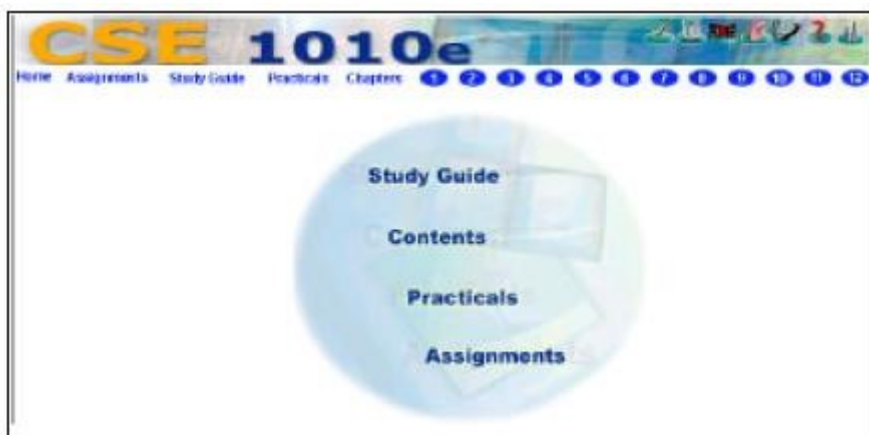 CSE 1010e
Home Assignments Study Guide Practicals Chapters 1 2 3 4 5 6 7 8 9 10 11 12
Study Guide
Contents
Practicals
Assignments